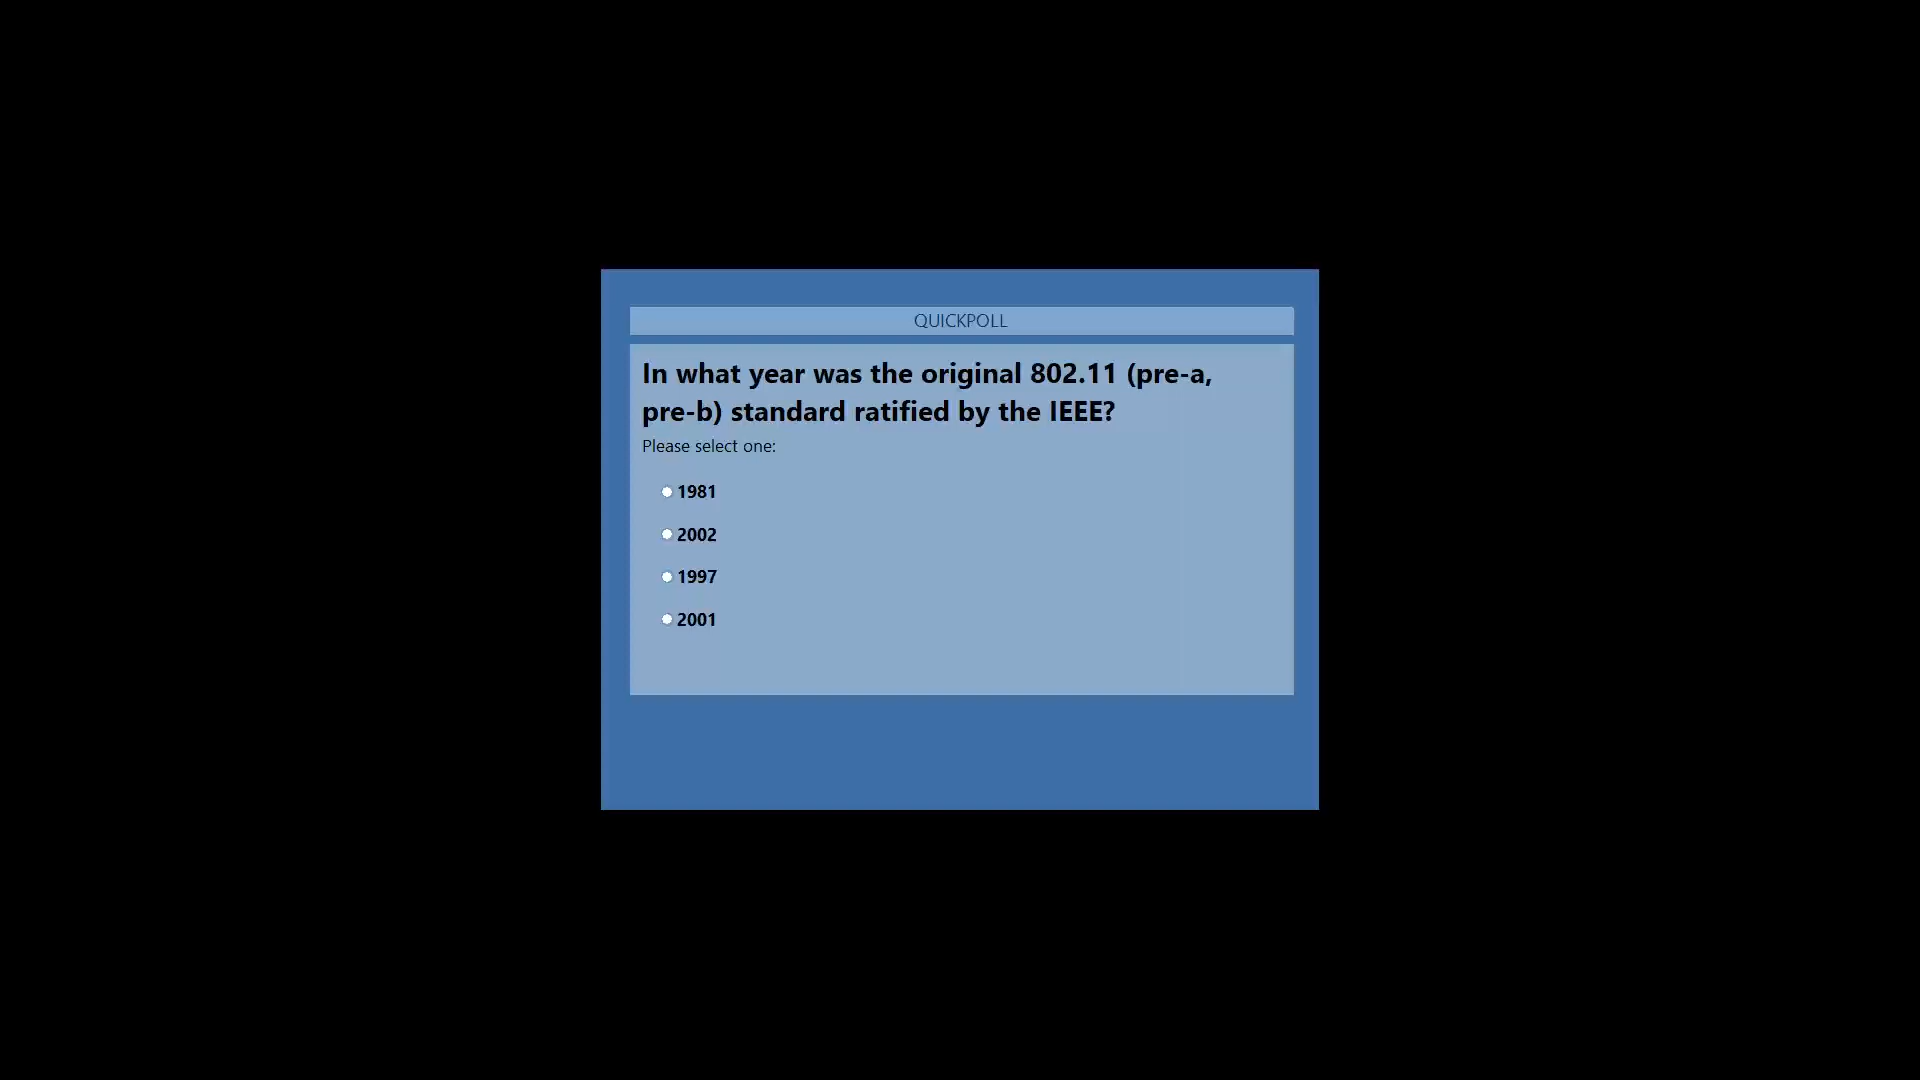 QUICKPOLL
In what year was the original 802.11 (pre-a,
pre-b) standard ratified by the IEEE?
Please select one:
1981
2002
1997
2001